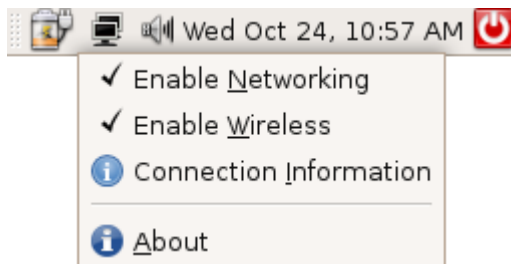 Wed Oct 24, 10:57 AM
Enable Networking
Enable Wireless
Connection Information
About